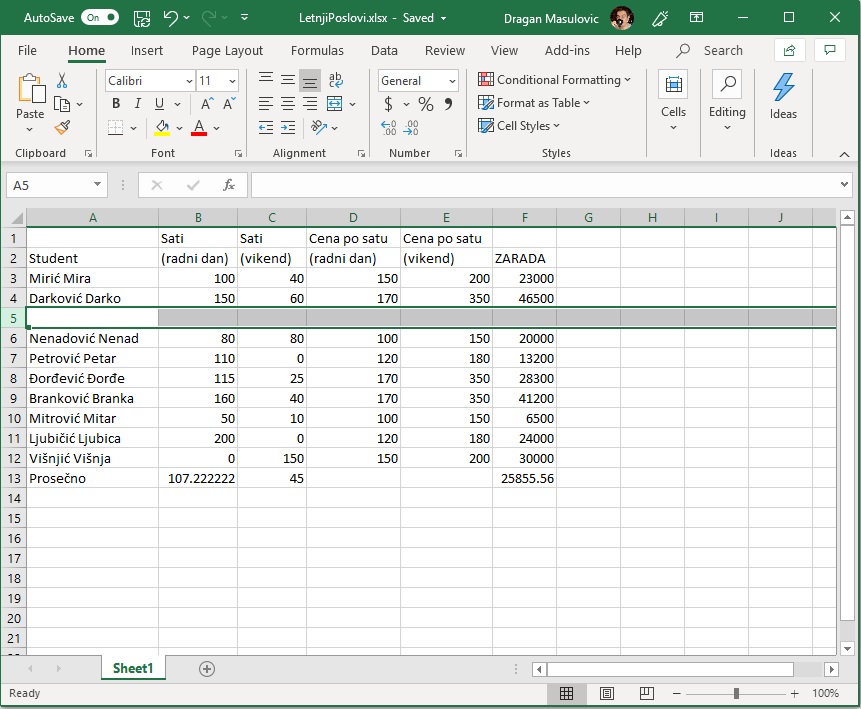 AutoSave On LetnjiPoslovi.xlsx - Saved Dragan Masulovic
File Home Insert Page Layout Formulas Data Review View Add-ins Help Search
Calibri 11 General Conditional Formatting
Paste B I U A A $ % Format as Table Cells Editing Ideas
A Cell Styles
Clipboard Font Alignment Number Styles Ideas
A5 fx
A B C D E F G H I J
1 Sati Sati Cena po satu Cena po satu
2 Student (radni dan) (vikend) (radni dan) (vikend) ZARADA
3 Mirić Mira 100 40 150 200 23000
4 Darković Darko 150 60 170 350 46500
5
6 Nenadović Nenad 80 80 100 150 20000
7 Petrović Petar 110 0 120 180 13200
8 Đorđević Đorđe 115 25 170 350 28300
9 Branković Branka 160 40 170 350 41200
10 Mitrović Mitar 50 10 100 150 6500
11 Ljubičić Ljubica 200 0 120 180 24000
12 Višnjić Višnja 0 150 150 200 30000
13 Prosečno 107.222222 45 25855.56
14
15
16
17
18
19
20
21
Sheet1
Ready 100%